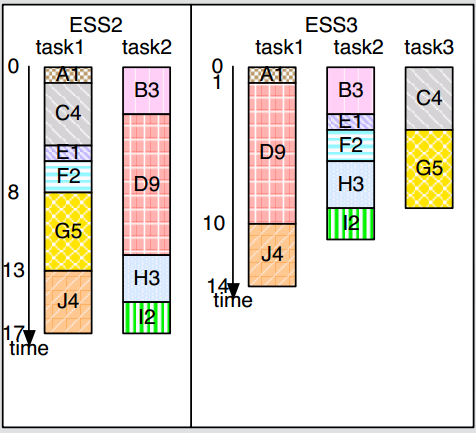 ESS2
task1 task2
0
A1
B3
C4
E1
D9
F2
8
G5
H3
13
J4
I2
17
time
ESS3
task1 task2 task3
0
1
A1
B3
C4
E1
D9
F2
G5
H3
10
I2
J4
14
time